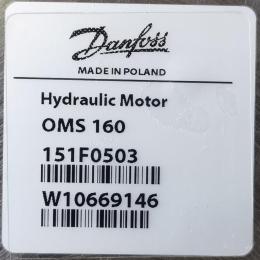 Danfoss
MADE IN POLAND
Hydraulic Motor
OMS 160
151F0503
W10669146